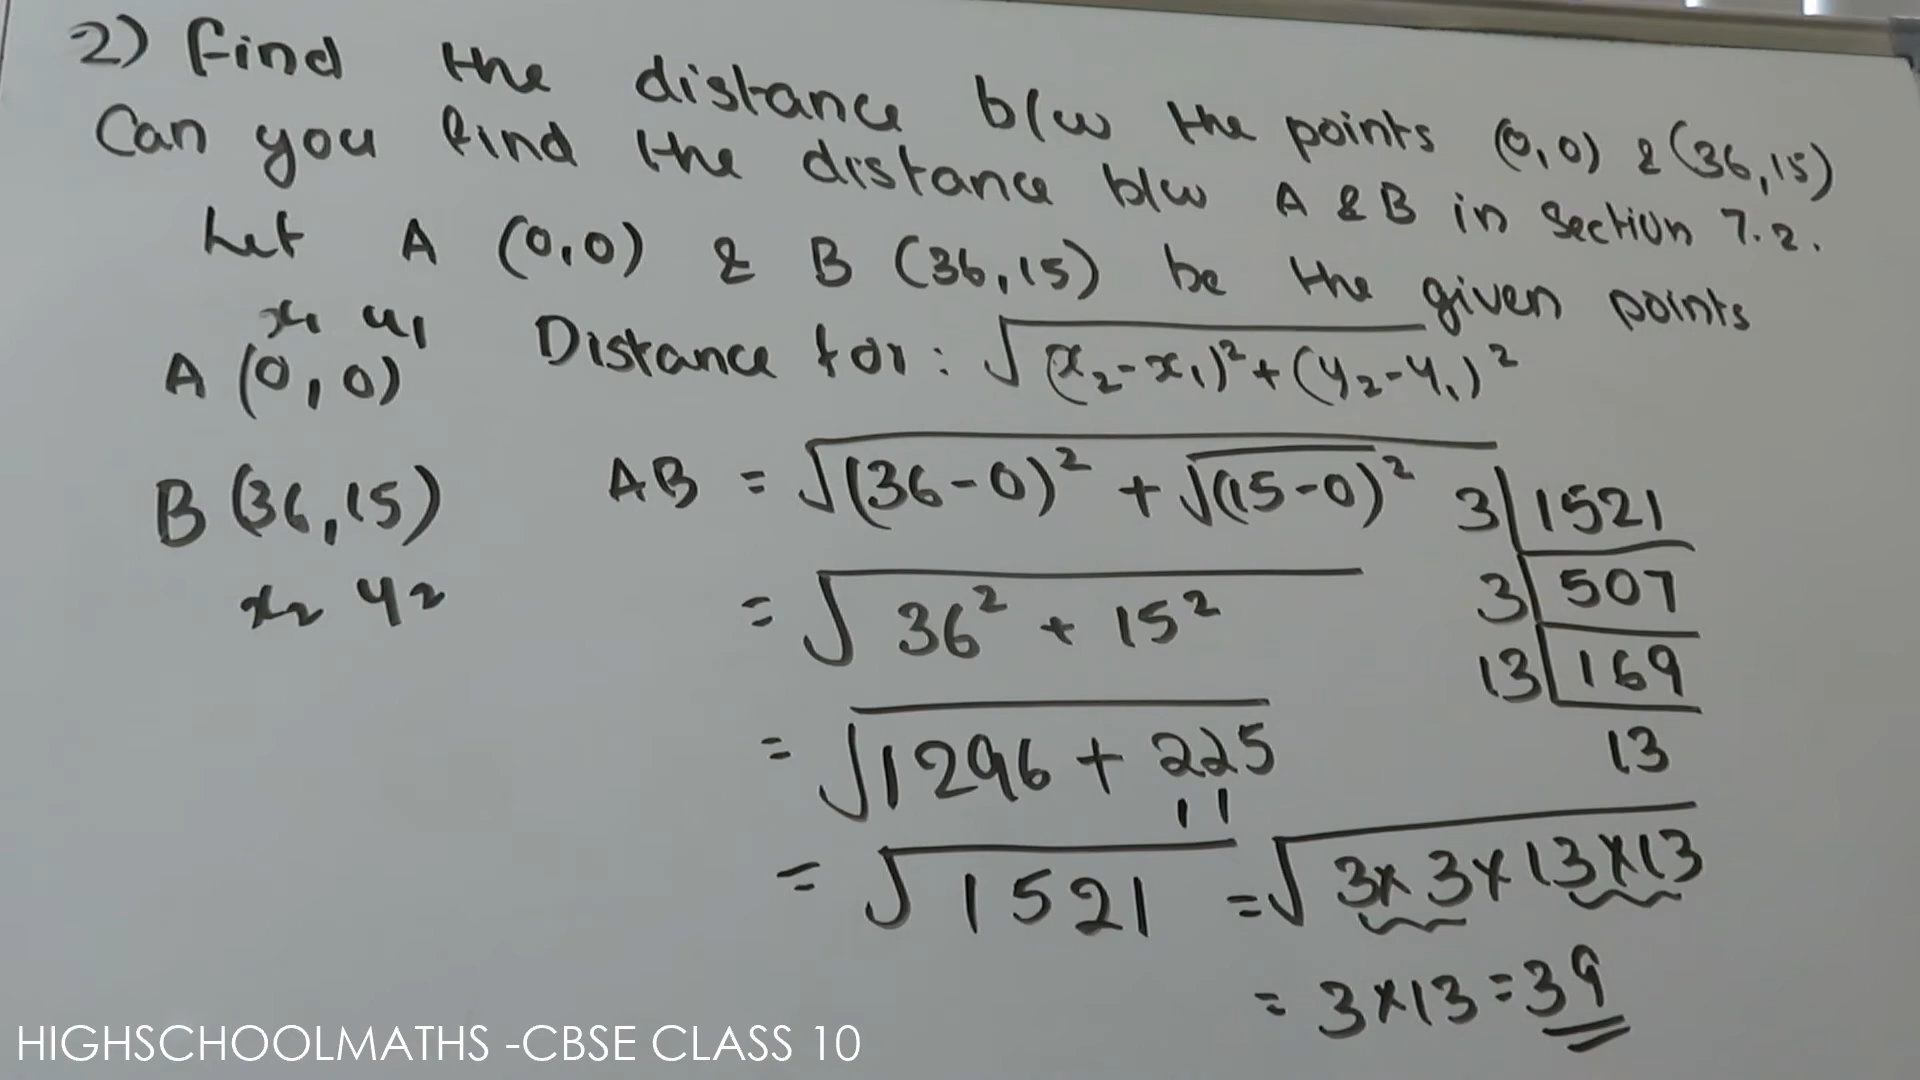 2) Find the distance b/w the points (0,0) & (36,15)
Can you find the distance b/w A & B in Section 7.2.
Let A (0,0) & B (36,15) be the given points
x₁ y₁
A (0,0)
Distance for: √(x₂-x₁)²+(y₂-y₁)²
B (36,15)
x₂ y₂
AB = √(36-0)² + √(15-0)²
= √36² + 15²
= √1296 + 225
11
= √1521 = √3×3×13×13
= 3×13=39
3|1521
3|507
13|169
13
HIGHSCHOOLMATHS -CBSE CLASS 10